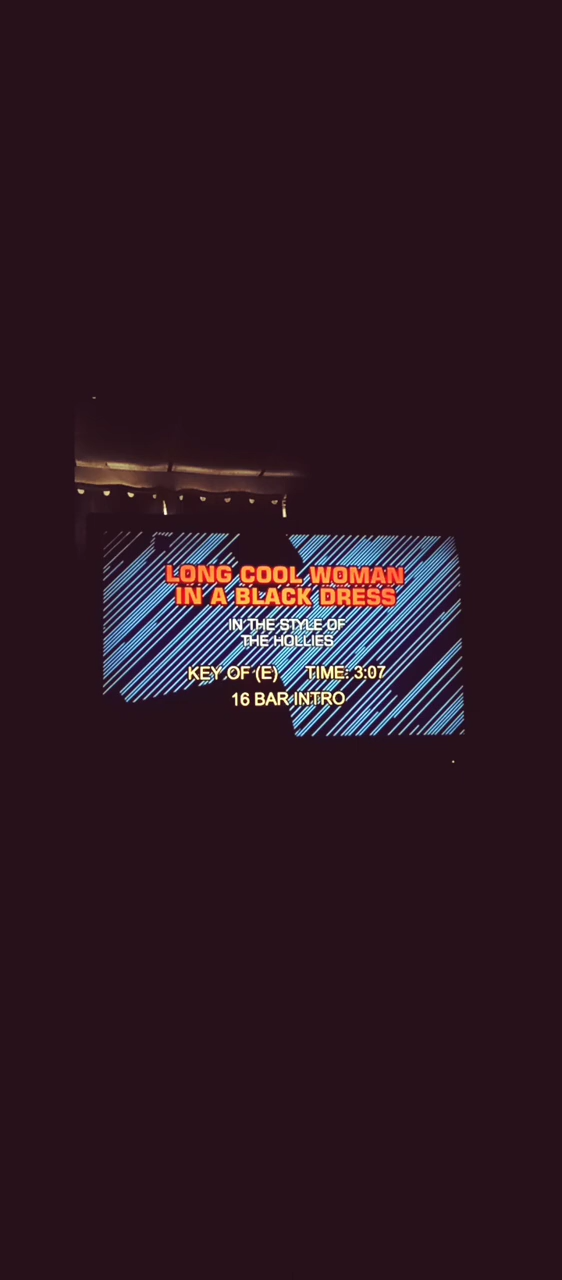 LONG COOL WOMAN
IN A BLACK DRESS
IN THE STYLE OF
THE HOLLIES
KEY OF (E) TIME: 3:07
16 BAR INTRO